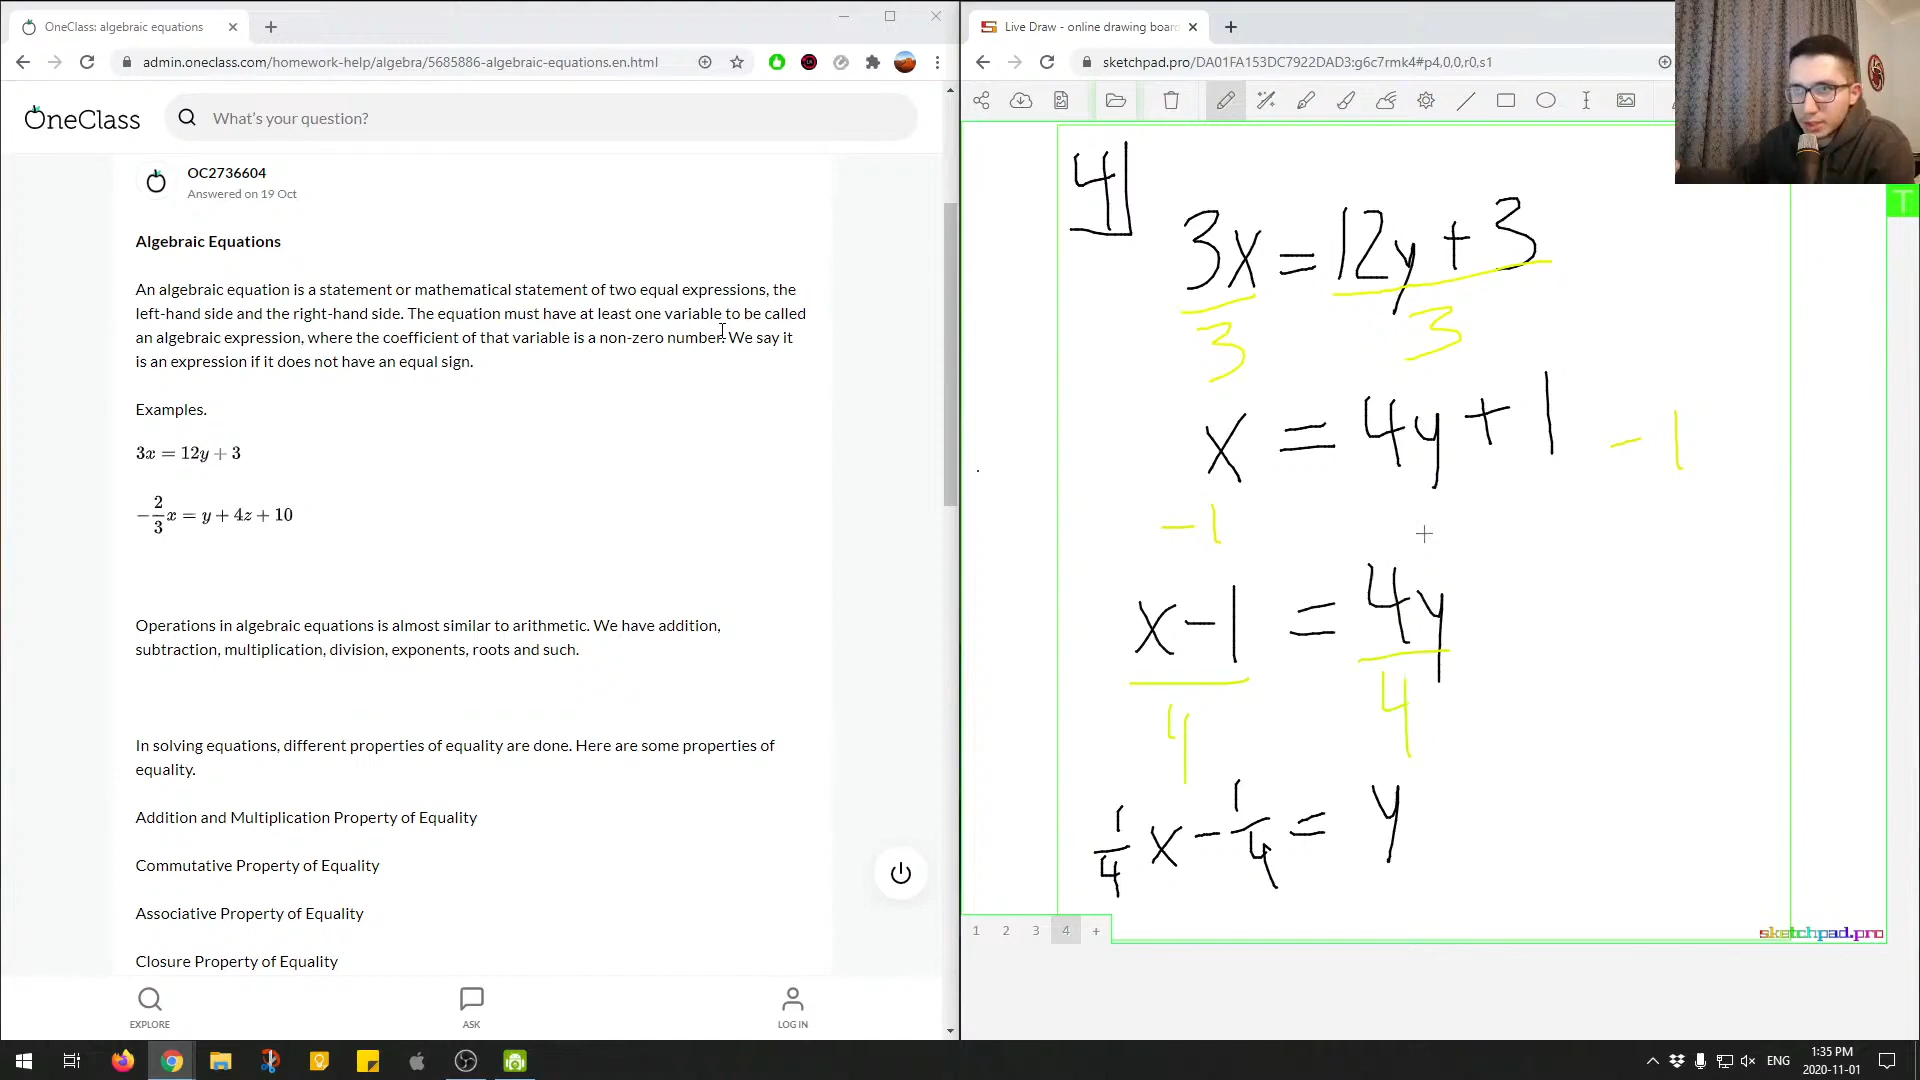 OneClass: algebraic equations
admin.oneclass.com/homework-help/algebra/5685886-algebraic-equations.en.html
OneClass
What's your question?
OC2736604
Answered on 19 Oct
Algebraic Equations
An algebraic equation is a statement or mathematical statement of two equal expressions, the
left-hand side and the right-hand side. The equation must have at least one variable to be called
an algebraic expression, where the coefficient of that variable is a non-zero number. We say it
is an expression if it does not have an equal sign.
Examples.
3x = 12y + 3
-2/3x = y + 4z + 10
Operations in algebraic equations is almost similar to arithmetic. We have addition,
subtraction, multiplication, division, exponents, roots and such.
In solving equations, different properties of equality are done. Here are some properties of
equality.
Addition and Multiplication Property of Equality
Commutative Property of Equality
Associative Property of Equality
Closure Property of Equality
EXPLORE
ASK
LOG IN
Live Draw - online drawing board
sketchpad.pro/DA01FA153DC7922DAD3:g6c7rmk4#p4,0,0,r0,s1
T
4
3x = 12y + 3
3 3
x = 4y + 1 - 1
- 1
x - 1 = 4y
4 4
1/4 x - 1/4 = y
1 2 3 4 +
sketchpad.pro
ENG
1:35 PM
2020-11-01